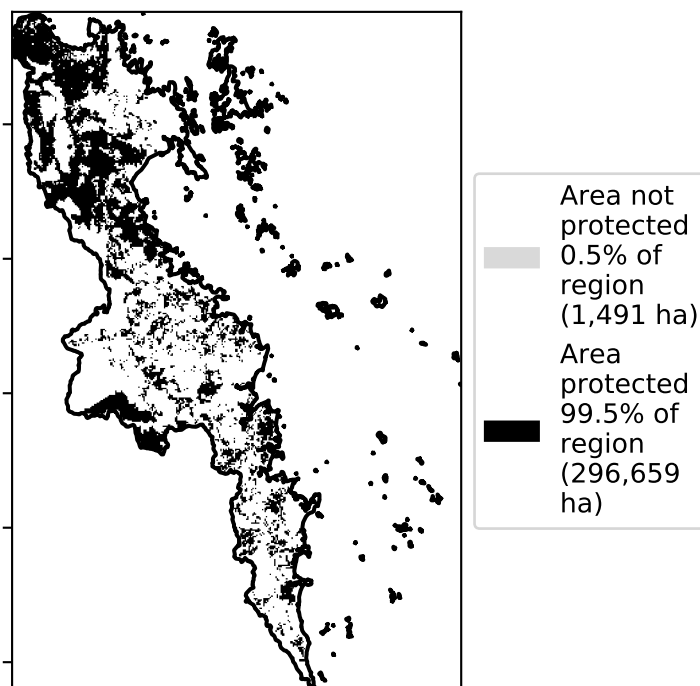 Area not
protected
0.5% of
region
(1,491 ha)
Area
protected
99.5% of
region
(296,659
ha)